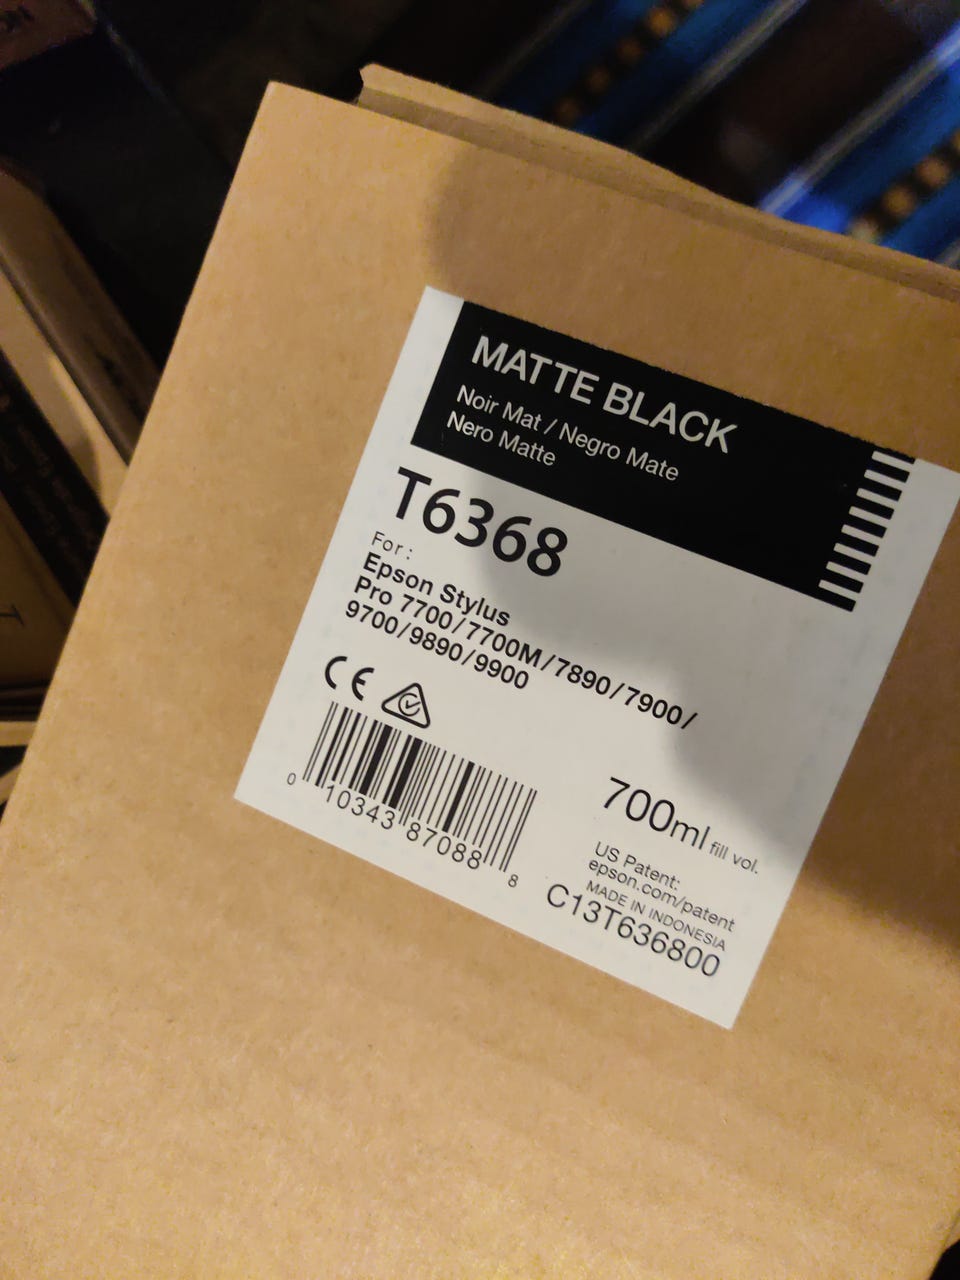 MATTE BLACK
Noir Mat / Negro Mate
Nero Matte
T6368
For:
Epson Stylus
Pro 7700/7700M/7890/7900/
9700/9890/9900
CE
0 10343 87088 8
700ml fill vol.
US Patent:
epson.com/patent
MADE IN INDONESIA
C13T636800